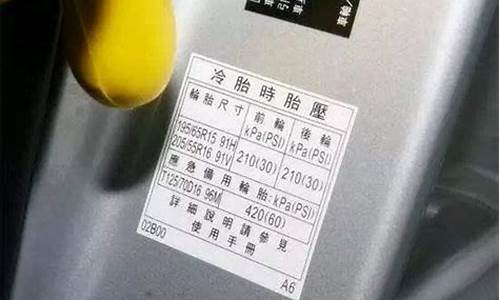 冷胎時胎壓
輪胎尺寸 前輪 kPa(PSI) 後輪 kPa(PSI)
195/65R15 91H
205/55R16 91V
210(30) 210(30)
應急備用輪胎:kPa(PSI)
T125/70D16 96M 420(60)
詳細說明請參見
使用手冊
02B00
A6